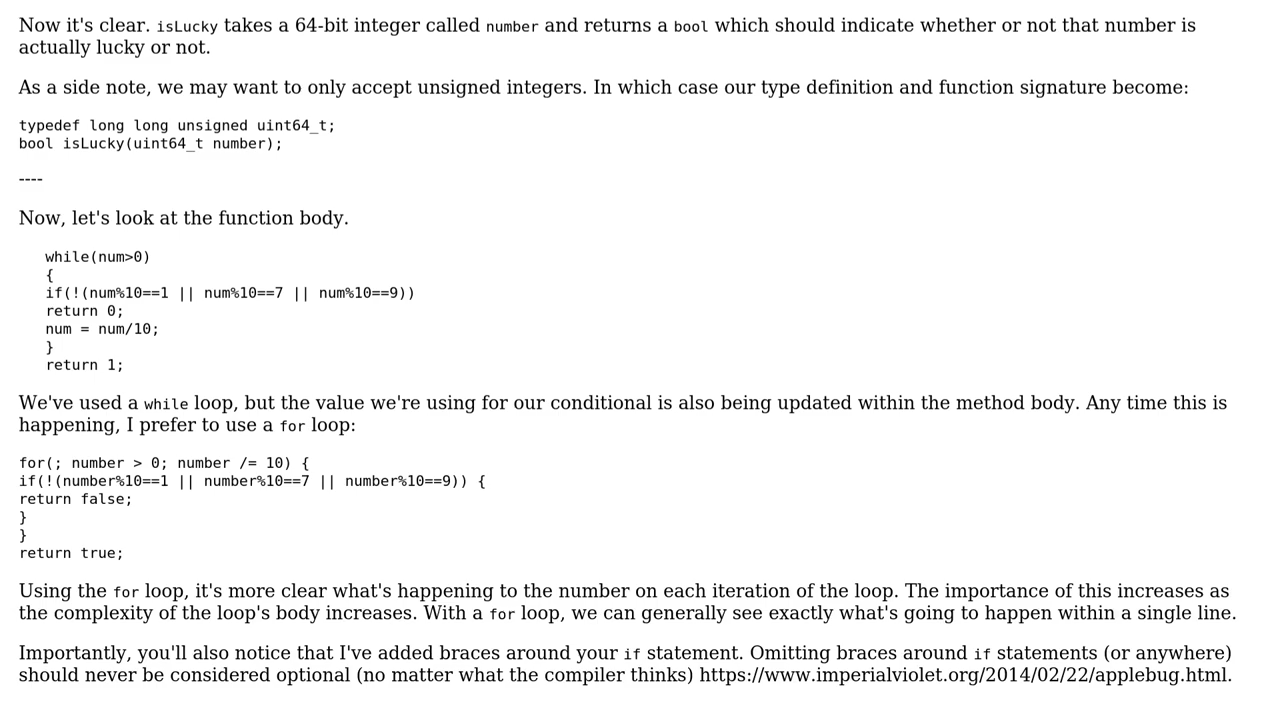 Now it's clear. isLucky takes a 64-bit integer called number and returns a bool which should indicate whether or not that number is
actually lucky or not.
As a side note, we may want to only accept unsigned integers. In which case our type definition and function signature become:
typedef long long unsigned uint64_t;
bool isLucky(uint64_t number);
----
Now, let's look at the function body.
while(num>0)
{
if(!(num%10==1 || num%10==7 || num%10==9))
return 0;
num = num/10;
}
return 1;
We've used a while loop, but the value we're using for our conditional is also being updated within the method body. Any time this is
happening, I prefer to use a for loop:
for(; number > 0; number /= 10) {
if(!(number%10==1 || number%10==7 || number%10==9)) {
return false;
}
}
return true;
Using the for loop, it's more clear what's happening to the number on each iteration of the loop. The importance of this increases as
the complexity of the loop's body increases. With a for loop, we can generally see exactly what's going to happen within a single line.
Importantly, you'll also notice that I've added braces around your if statement. Omitting braces around if statements (or anywhere)
should never be considered optional (no matter what the compiler thinks) https://www.imperialviolet.org/2014/02/22/applebug.html.